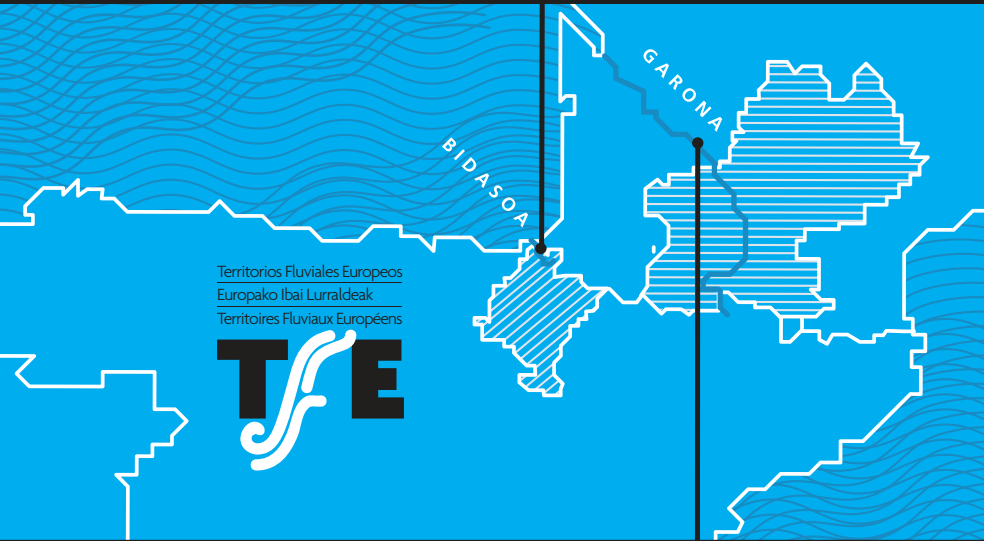 GARONA
BIDASOA
Territorios Fluviales Europeos
Europako Ibai Lurraldeak
Territoires Fluviaux Européens
TFE